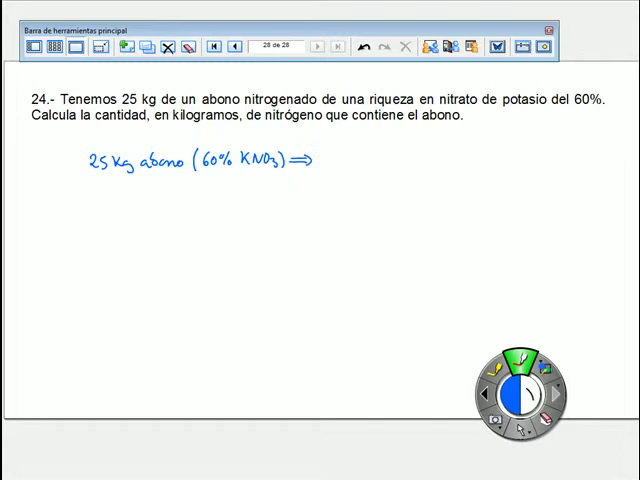 Barra de herramientas principal
28 de 28
24.- Tenemos 25 kg de un abono nitrogenado de una riqueza en nitrato de potasio del 60%.
Calcula la cantidad, en kilogramos, de nitrógeno que contiene el abono.
25 Kg abono (60% KNO₃) ⟹